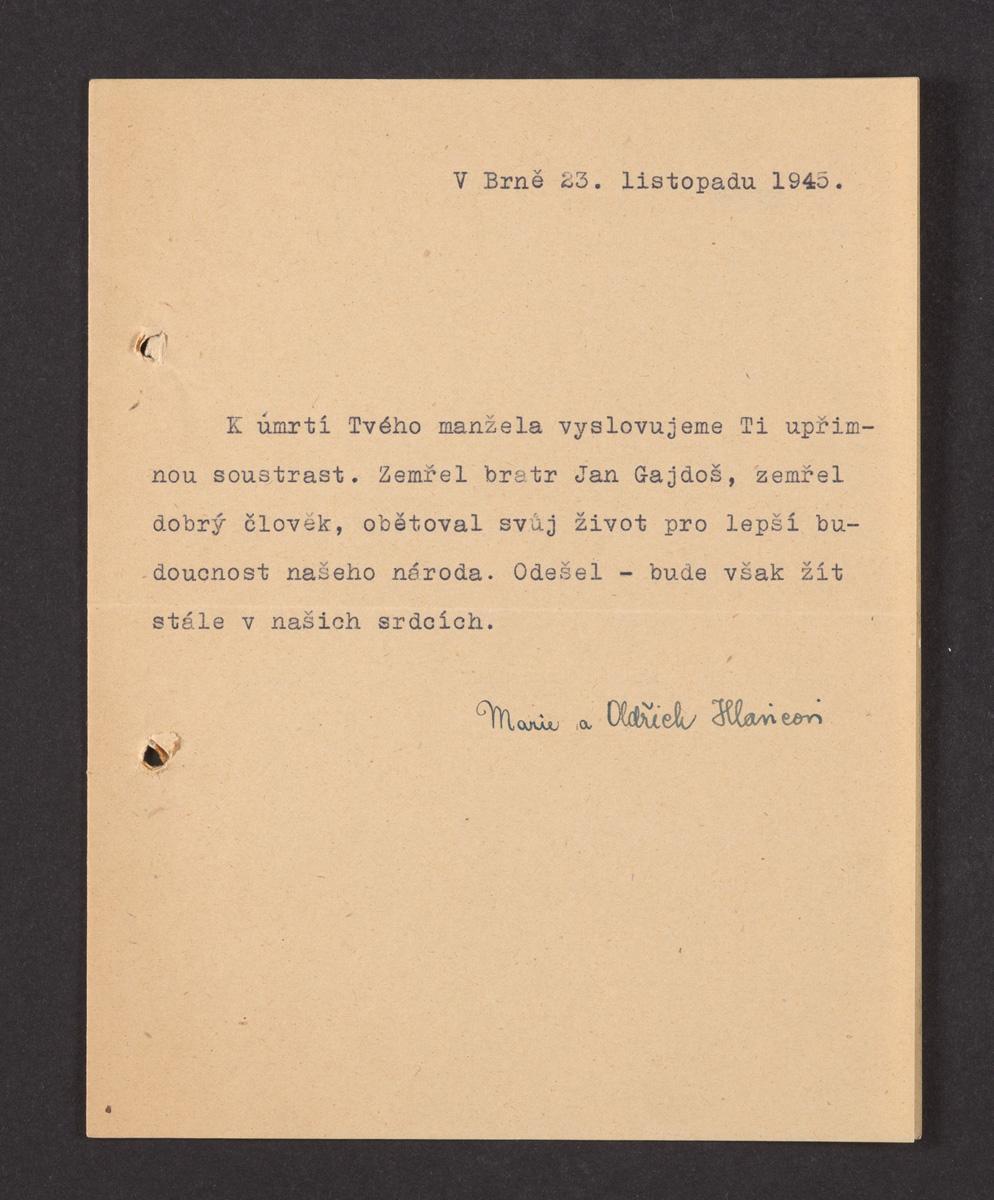 V Brně 23. listopadu 1945.
K úmrtí Tvého manžela vyslovujeme Ti upřim-
nou soustrast. Zemřel bratr Jan Gajdoš, zemřel
dobrý člověk, obětoval svůj život pro lepší bu-
doucnost našeho národa. Odešel - bude však žít
stále v našich srdcích.
Marie a Oldřich